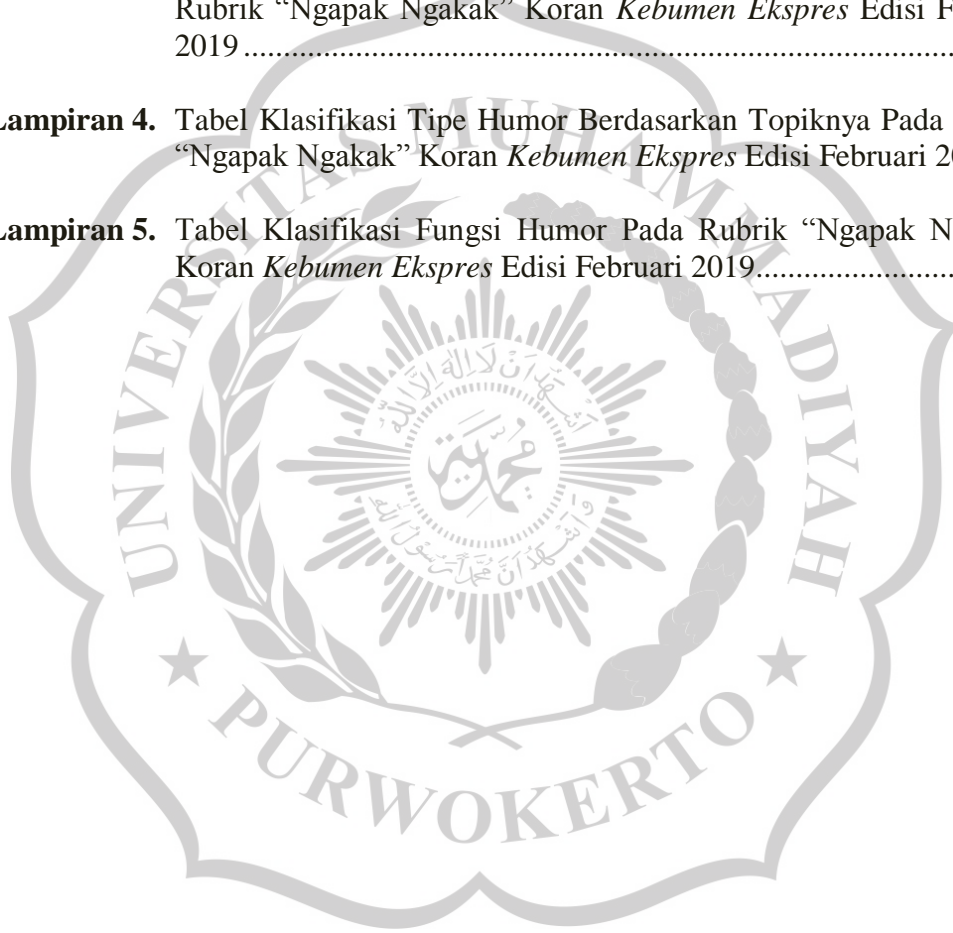 Rubrik “Ngapak Ngakak” Koran Kebumen Ekspres Edisi F
2019 ..........................................................................................
Lampiran 4. Tabel Klasifikasi Tipe Humor Berdasarkan Topiknya Pada
“Ngapak Ngakak” Koran Kebumen Ekspres Edisi Februari 20
Lampiran 5. Tabel Klasifikasi Fungsi Humor Pada Rubrik “Ngapak N
Koran Kebumen Ekspres Edisi Februari 2019.........................
UNIVERSITAS MUHAMMADIYAH
PURWOKERTO